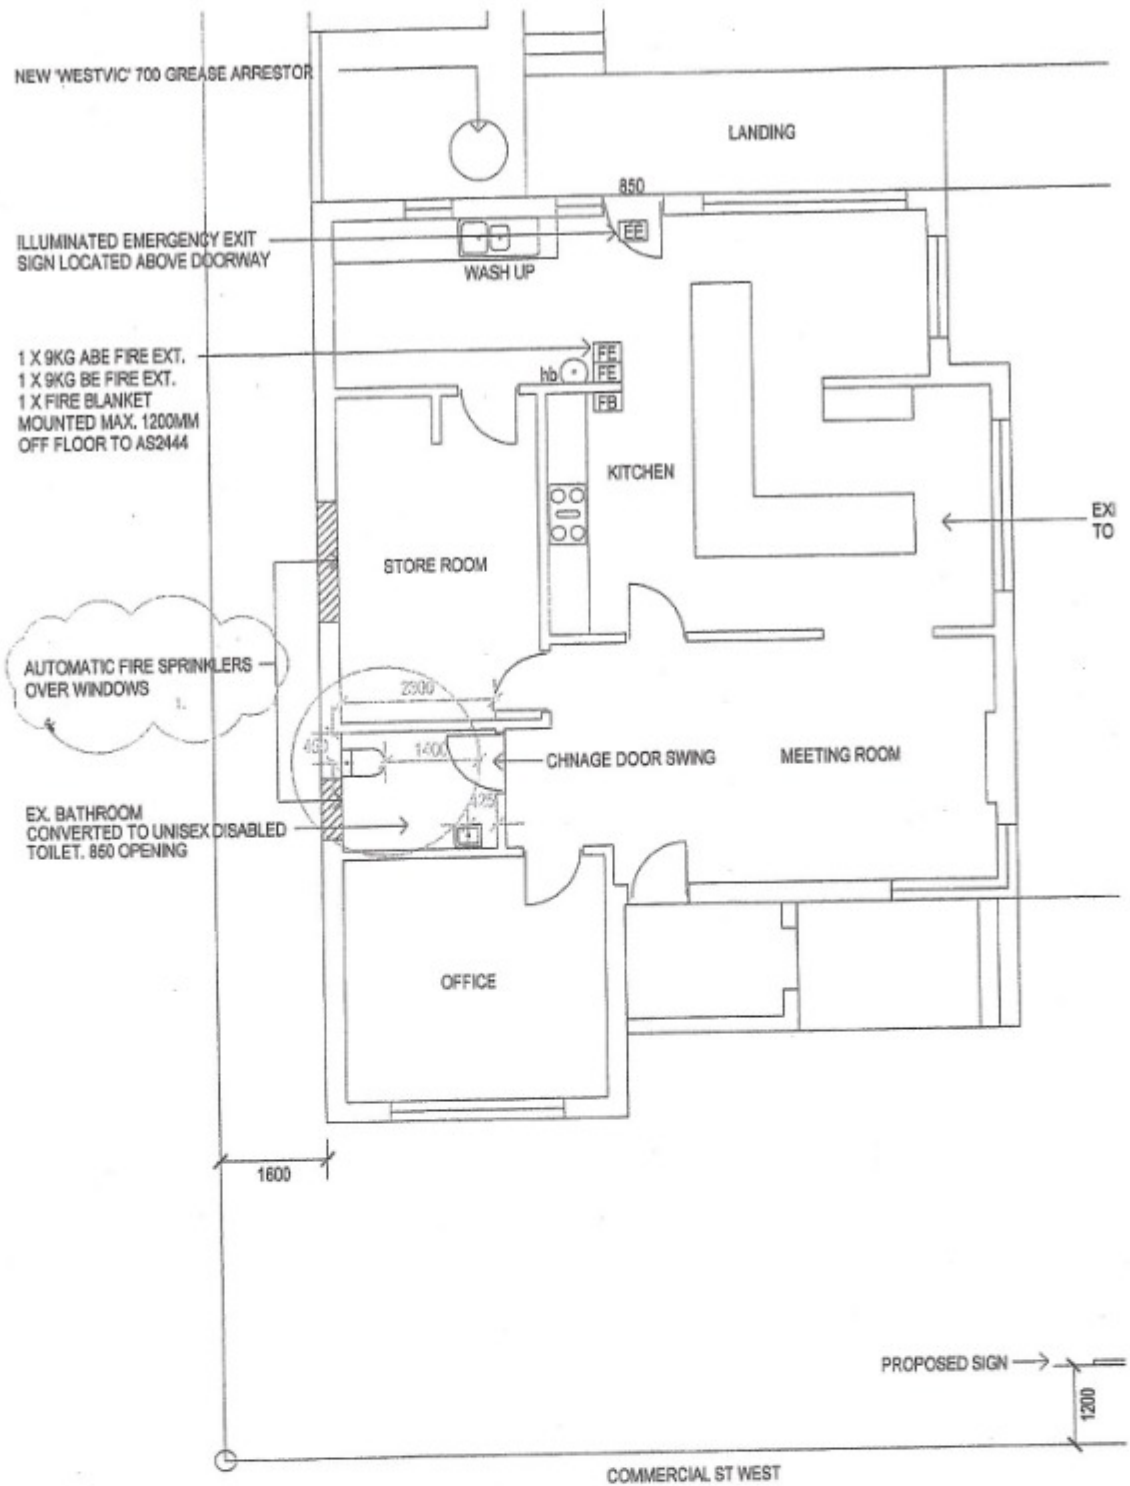 NEW 'WESTVIC' 700 GREASE ARRESTOR
LANDING
850
ILLUMINATED EMERGENCY EXIT
SIGN LOCATED ABOVE DOORWAY
EE
WASH UP
1 X 9KG ABE FIRE EXT.
1 X 9KG BE FIRE EXT.
1 X FIRE BLANKET
MOUNTED MAX. 1200MM
OFF FLOOR TO AS2444
FE
hb
FE
FB
KITCHEN
EXI
TO
STORE ROOM
AUTOMATIC FIRE SPRINKLERS
OVER WINDOWS
1400
CHNAGE DOOR SWING
MEETING ROOM
EX. BATHROOM
CONVERTED TO UNISEX DISABLED
TOILET. 850 OPENING
OFFICE
1600
PROPOSED SIGN
1200
COMMERCIAL ST WEST